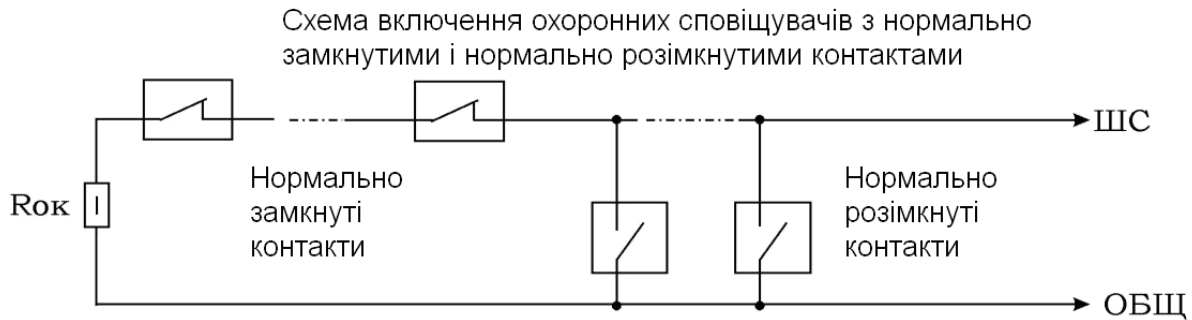 Схема включення охоронних сповіщувачів з нормально
замкнутими і нормально розімкнутими контактами
ШС
Нормально
замкнуті
контакти
Нормально
розімкнуті
контакти
Rок
ОБЩ